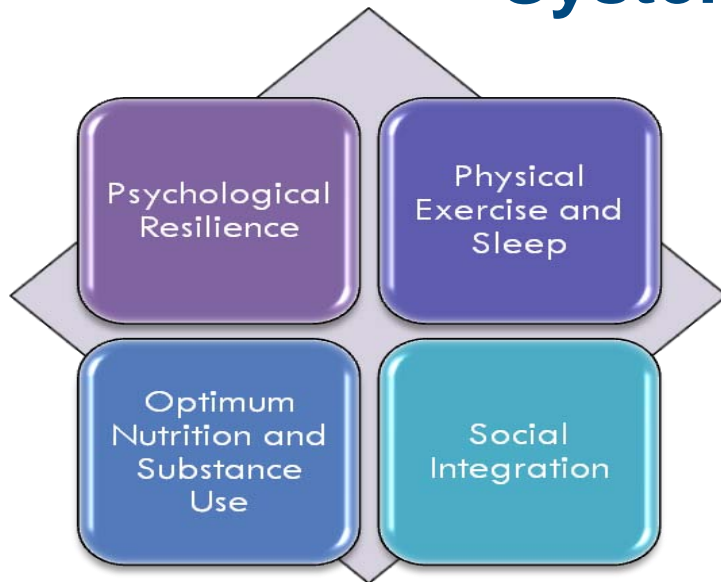 Psychological
Resilience
Physical
Exercise and
Sleep
Optimum
Nutrition and
Substance
Use
Social
Integration